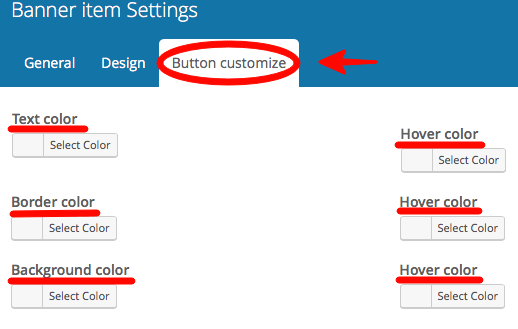 Banner item Settings
General Design Button customize
Text color
Select Color
Hover color
Select Color
Border color
Select Color
Hover color
Select Color
Background color
Select Color
Hover color
Select Color